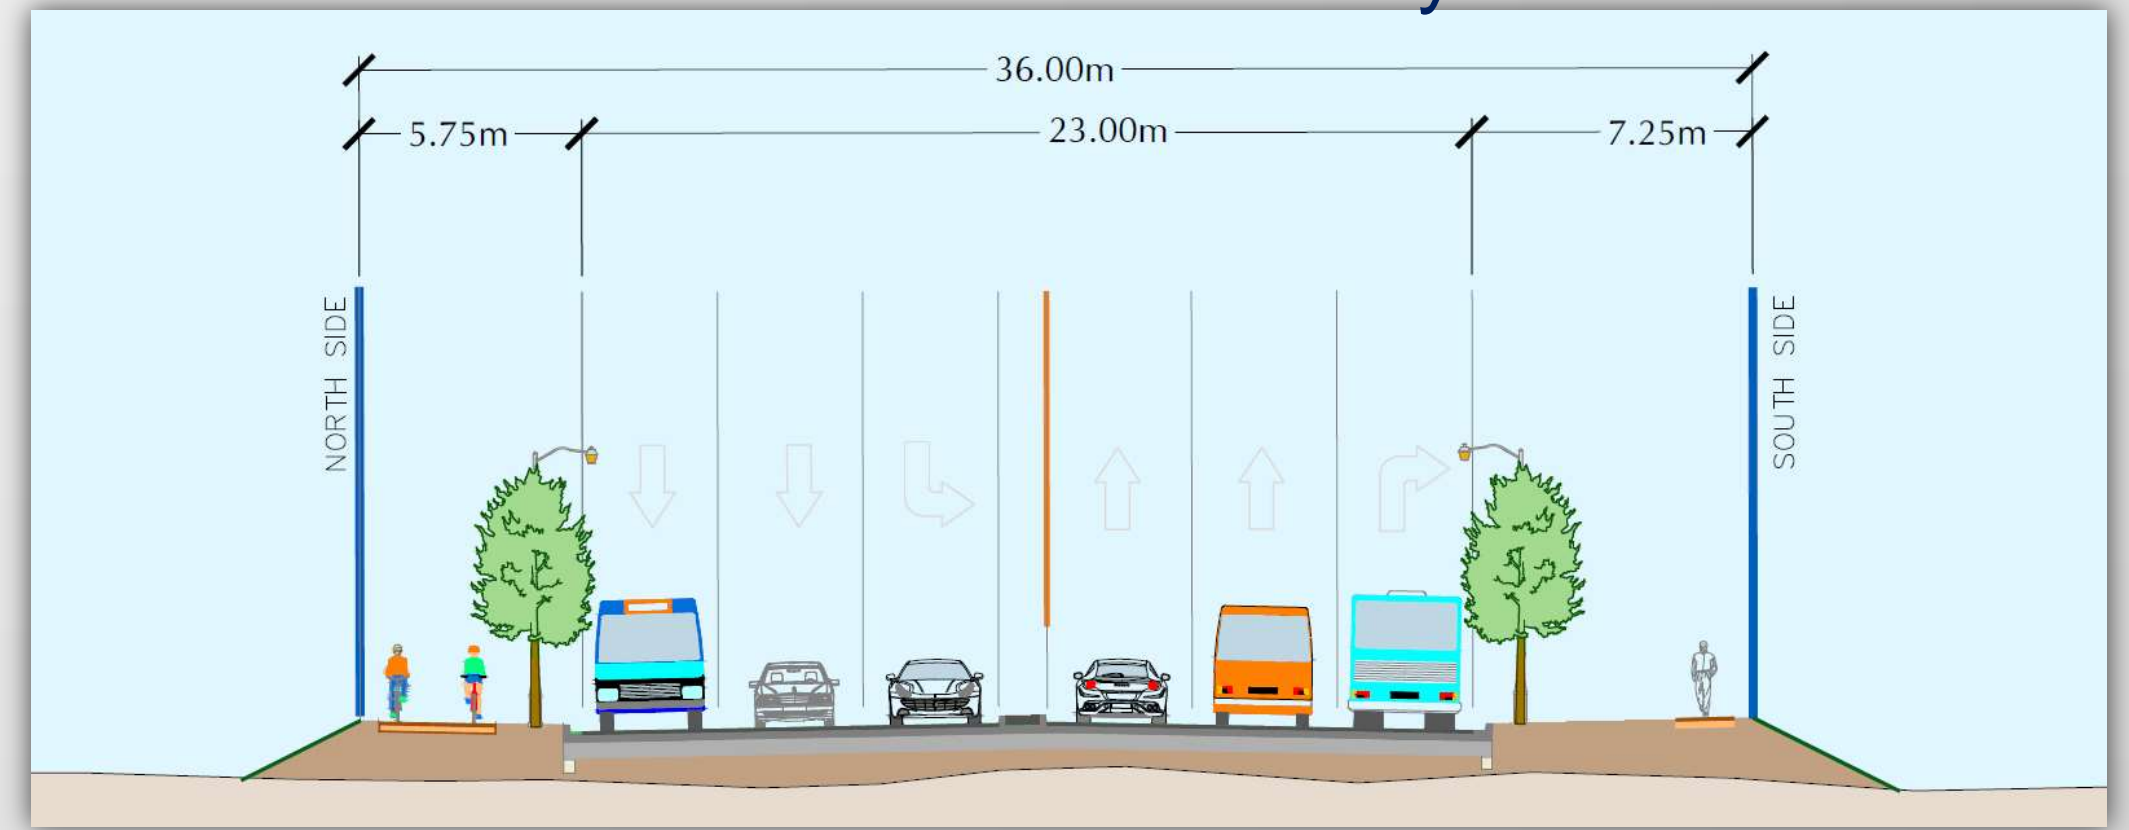 36.00m
5.75m
23.00m
7.25m
NORTH SIDE
SOUTH SIDE